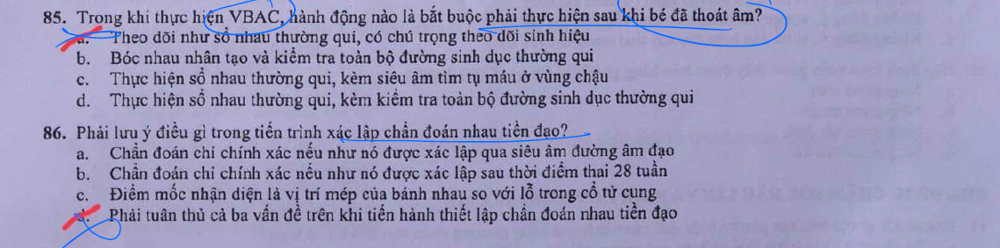 85. Trong khi thực hiện VBAC, hành động nào là bắt buộc phải thực hiện sau khi bé đã thoát âm?
a. Theo dõi như sổ nhau thường qui, có chú trọng theo dõi sinh hiệu
b. Bóc nhau nhân tạo và kiểm tra toàn bộ đường sinh dục thường qui
c. Thực hiện sổ nhau thường qui, kèm siêu âm tìm tụ máu ở vùng chậu
d. Thực hiện sổ nhau thường qui, kèm kiểm tra toàn bộ đường sinh dục thường qui
86. Phải lưu ý điều gì trong tiến trình xác lập chẩn đoán nhau tiền đạo?
a. Chẩn đoán chỉ chính xác nếu như nó được xác lập qua siêu âm đường âm đạo
b. Chẩn đoán chỉ chính xác nếu như nó được xác lập sau thời điểm thai 28 tuần
c. Điểm mốc nhận diện là vị trí mép của bánh nhau so với lỗ trong cổ tử cung
d. Phải tuân thủ cả ba vấn đề trên khi tiến hành thiết lập chẩn đoán nhau tiền đạo